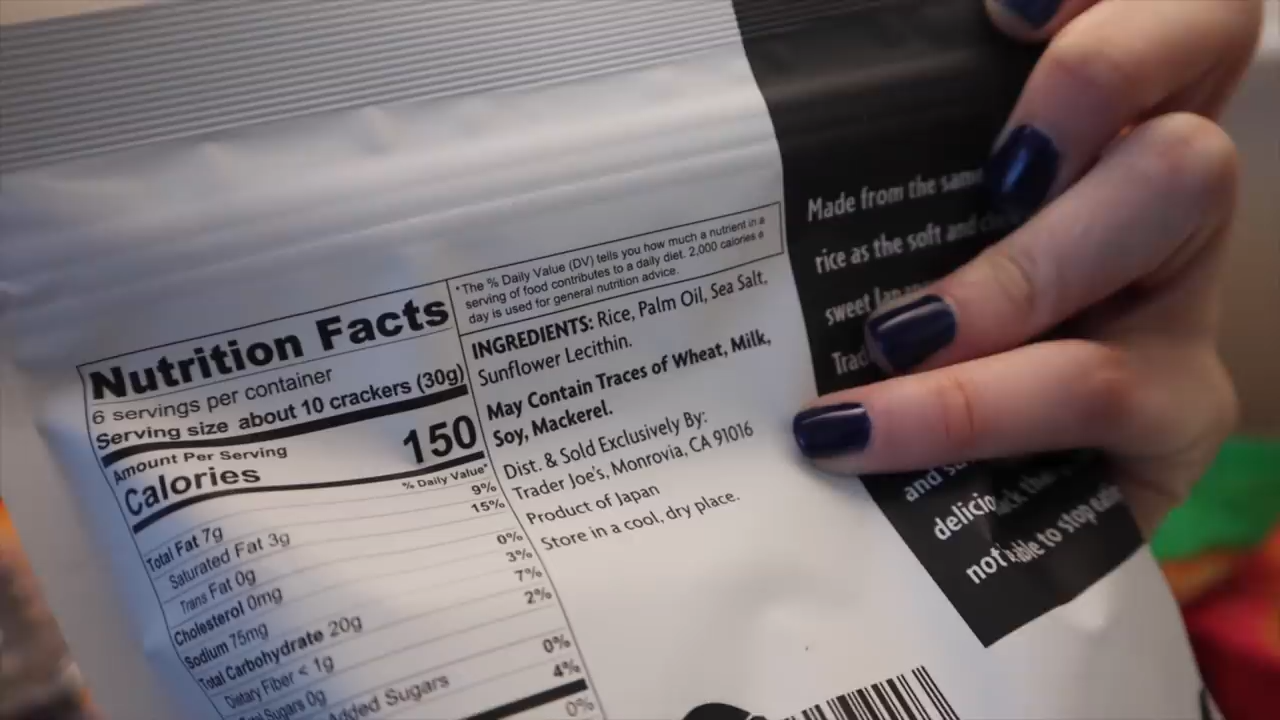 Nutrition Facts
6 servings per container
Serving size about 10 crackers (30g)
Amount Per Serving
Calories 150
% Daily Value*
Total Fat 7g 9%
Saturated Fat 3g 15%
Trans Fat 0g
Cholesterol 0mg 0%
Sodium 75mg 3%
Total Carbohydrate 20g 7%
Dietary Fiber < 1g 2%
Sugars 0g
Added Sugars 0%
4%
0%
*The % Daily Value (DV) tells you how much a nutrient in a
serving of food contributes to a daily diet. 2,000 calories a
day is used for general nutrition advice.
INGREDIENTS: Rice, Palm Oil, Sea Salt,
Sunflower Lecithin.
May Contain Traces of Wheat, Milk,
Soy, Mackerel.
Dist. & Sold Exclusively By:
Trader Joe's, Monrovia, CA 91016
Product of Japan
Store in a cool, dry place.
Made from the same
rice as the soft and
sweet
and
not able to stop